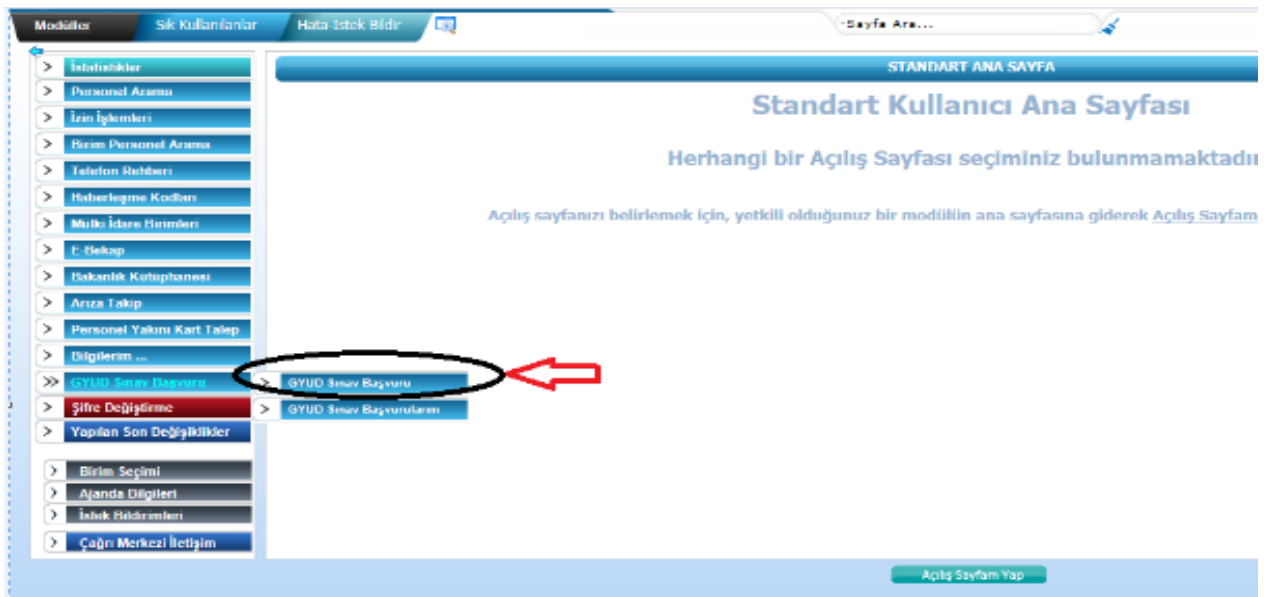 Modüller
Sık Kullanılanlar
Hata-İstek Bildir
-Sayfa Ara...
İstatistikler
Personel Arama
İzin İşlemleri
Birim Personel Arama
Telefon Rehberi
Haberleşme Kodları
Mülki İdare Birimleri
E-Bekap
Bakanlık Kütüphanesi
Arıza Takip
Personel Yakını Kart Talep
Bilgilerim ...
GYUD Sınav Başvuru
Şifre Değiştirme
Yapılan Son Değişiklikler
Birim Seçimi
Ajanda Bilgileri
İstek Bildirimleri
Çağrı Merkezi İletişim
GYUD Sınav Başvuru
GYUD Sınav Başvurularım
STANDART ANA SAYFA
Standart Kullanıcı Ana Sayfası
Herhangi bir Açılış Sayfası seçiminiz bulunmamaktadır
Açılış sayfanızı belirlemek için, yetkili olduğunuz bir modülün ana sayfasına giderek Açılış Sayfam
Açılış Sayfam Yap